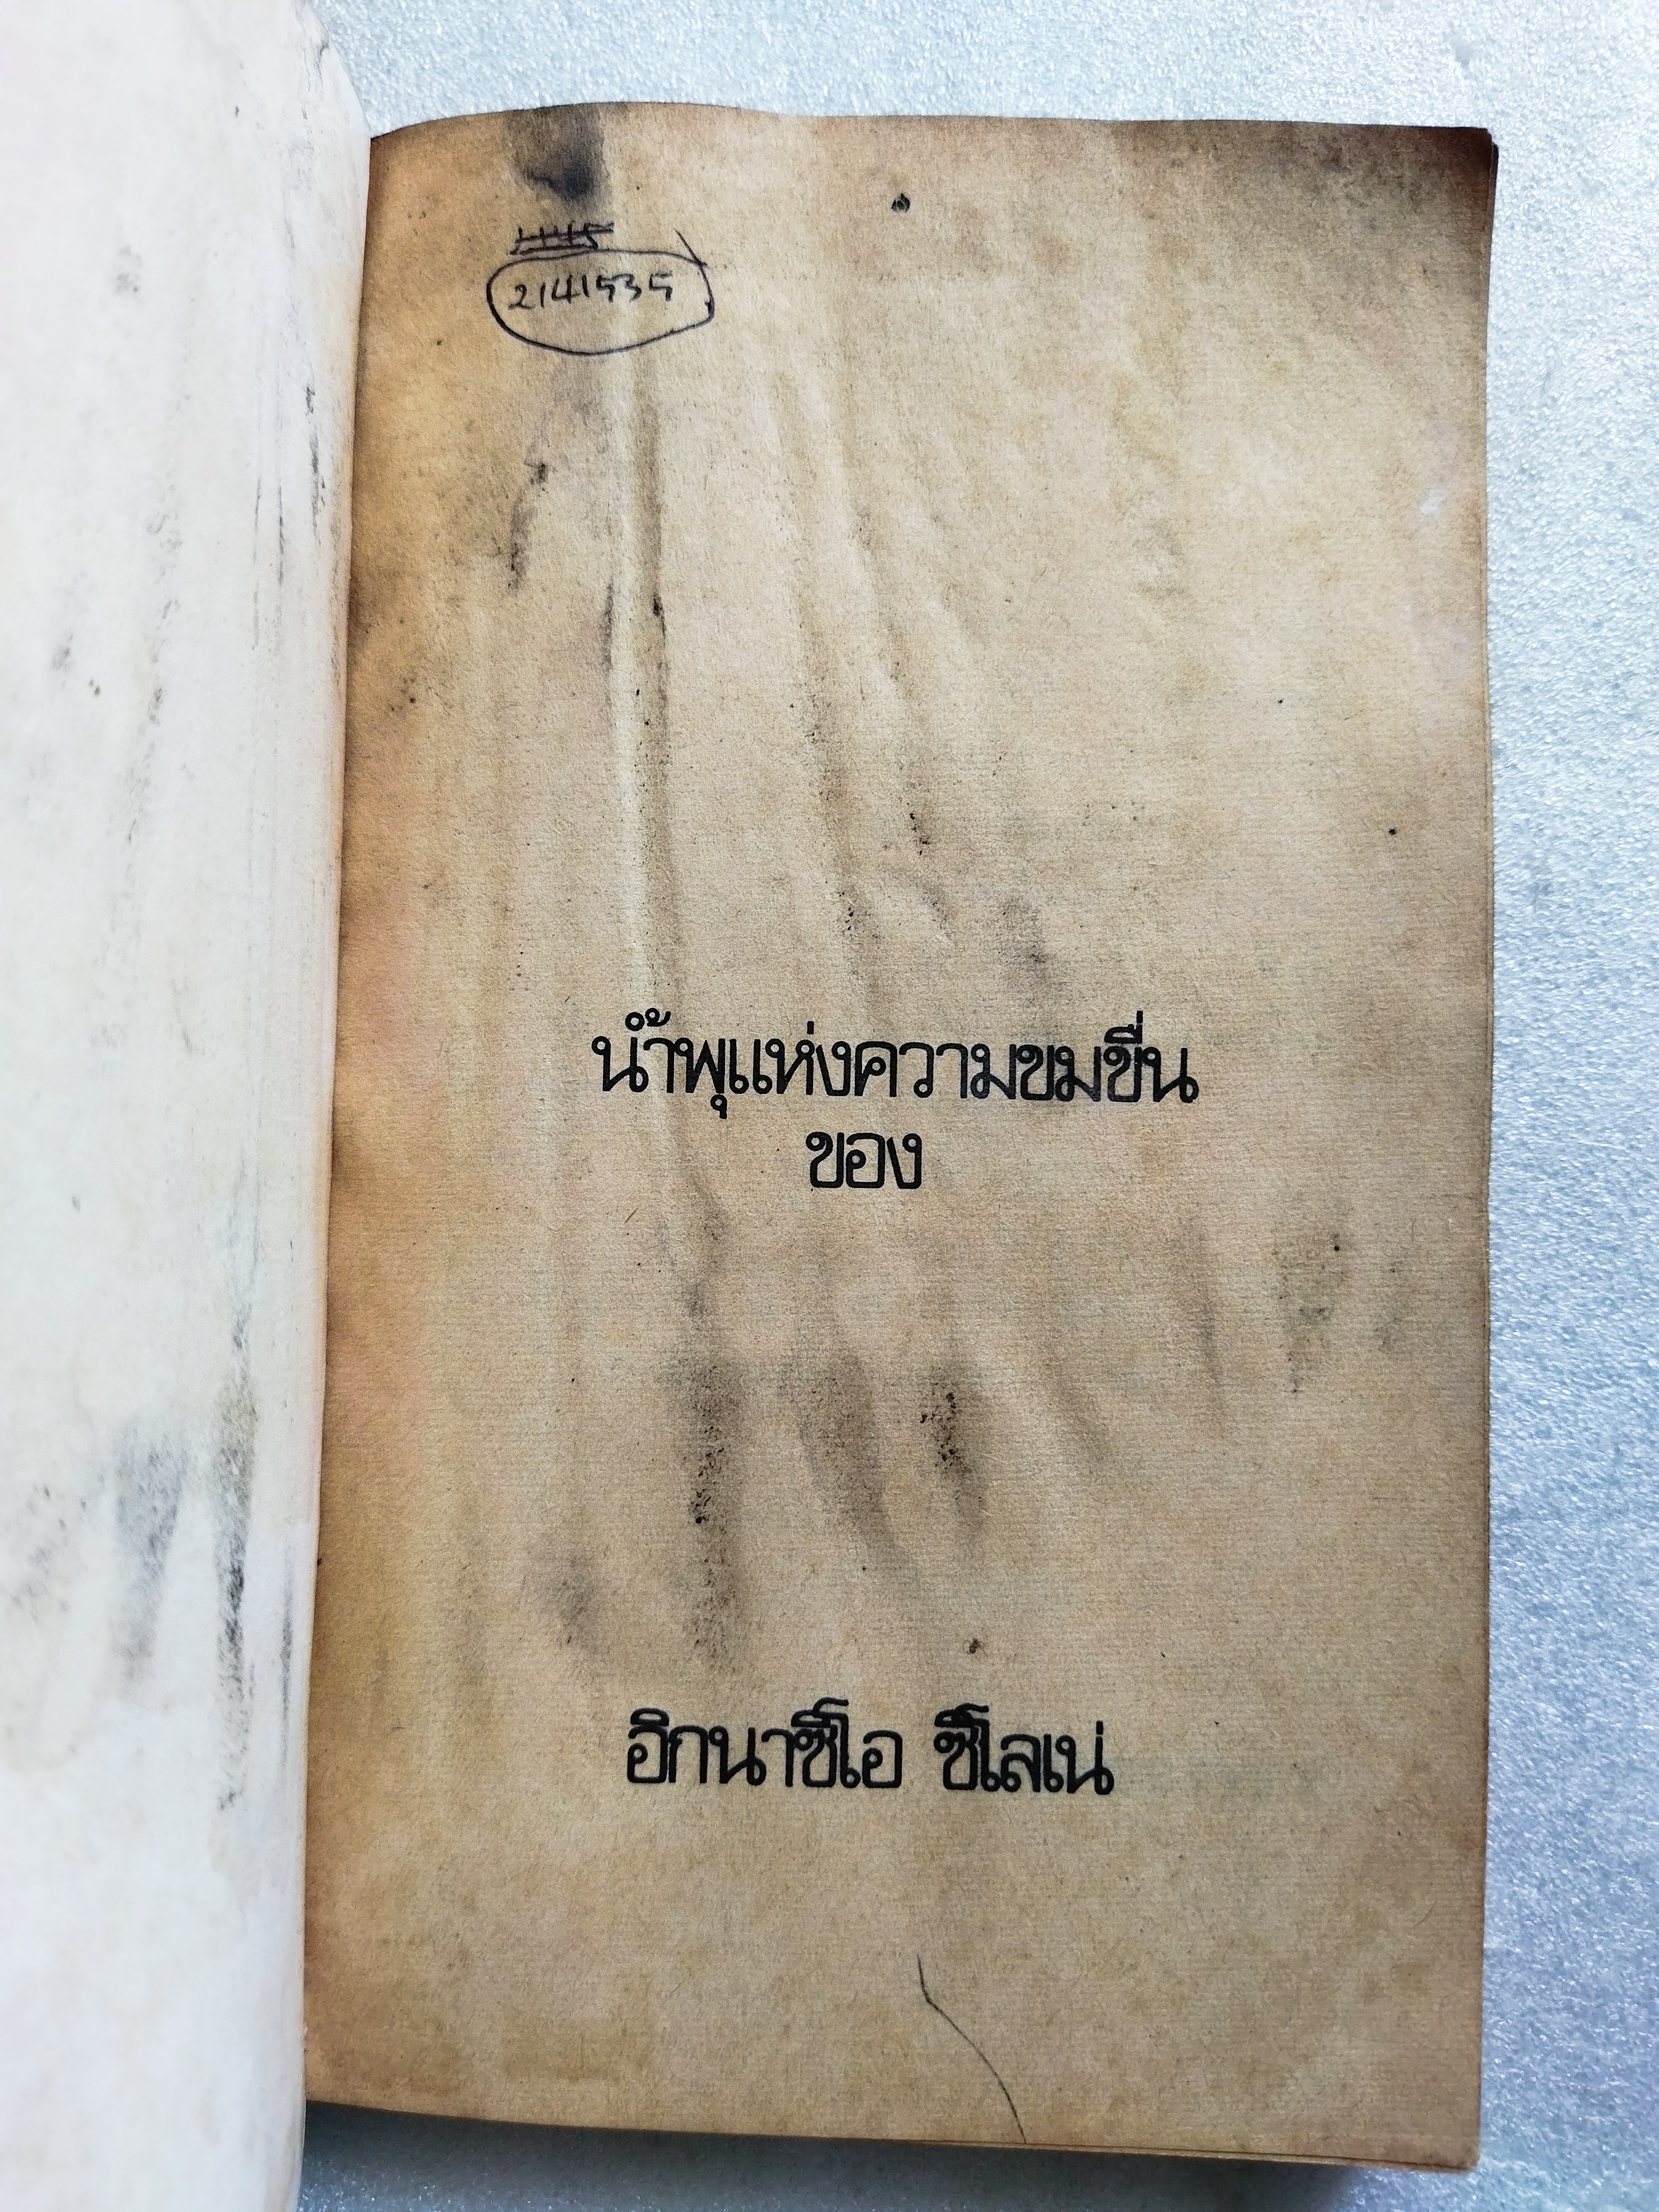 2141535
น้ำพุแห่งความขมขื่น
ของ
อิกนาซิโอ ซิโลเน่